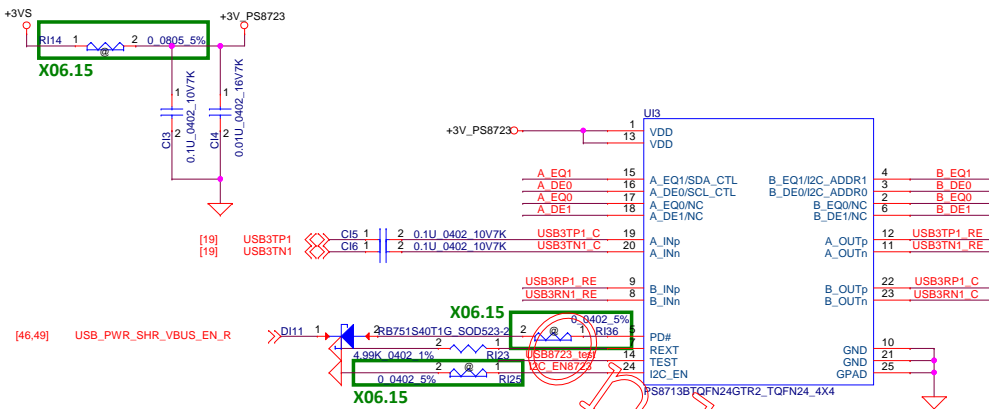 +3VS
+3V_PS8723
RI14 1 2 0_0805_5%
@
X06.15
1
2
CI3
0.1U_0402_10V7K
1
2
CI4
0.01U_0402_16V7K
UI3
+3V_PS8723
1 VDD
13 VDD
A_EQ1 15 A_EQ1/SDA_CTL B_EQ1/I2C_ADDR1 4 B_EQ1
A_DE0 16 A_DE0/SCL_CTL B_DE0/I2C_ADDR0 3 B_DE0
A_EQ0 17 A_EQ0/NC B_EQ0/NC 2 B_EQ0
A_DE1 18 A_DE1/NC B_DE1/NC 6 B_DE1
[19] USB3TP1 CI5 1 2 0.1U_0402_10V7K USB3TP1_C 19 A_INp A_OUTp 12 USB3TP1_RE
[19] USB3TN1 CI6 1 2 0.1U_0402_10V7K USB3TN1_C 20 A_INn A_OUTn 11 USB3TN1_RE
USB3RP1_RE 9 B_INp B_OUTp 22 USB3RP1_C
USB3RN1_RE 8 B_INn B_OUTn 23 USB3RN1_C
X06.15
0_0402_5%
[46,49] USB_PWR_SHR_VBUS_EN_R DI11 1 2 RB751S40T1G_SOD523-2 2 @ 1 RI36 5 PD#
4.99K_0402_1% 2 1 RI23 7 REXT GND 10
USB8723_test 14 TEST GND 21
I2C_EN8723 24 I2C_EN GPAD 25
2 @ 1
0_0402_5% RI25
X06.15
PS8713BTQFN24GTR2_TQFN24_4X4